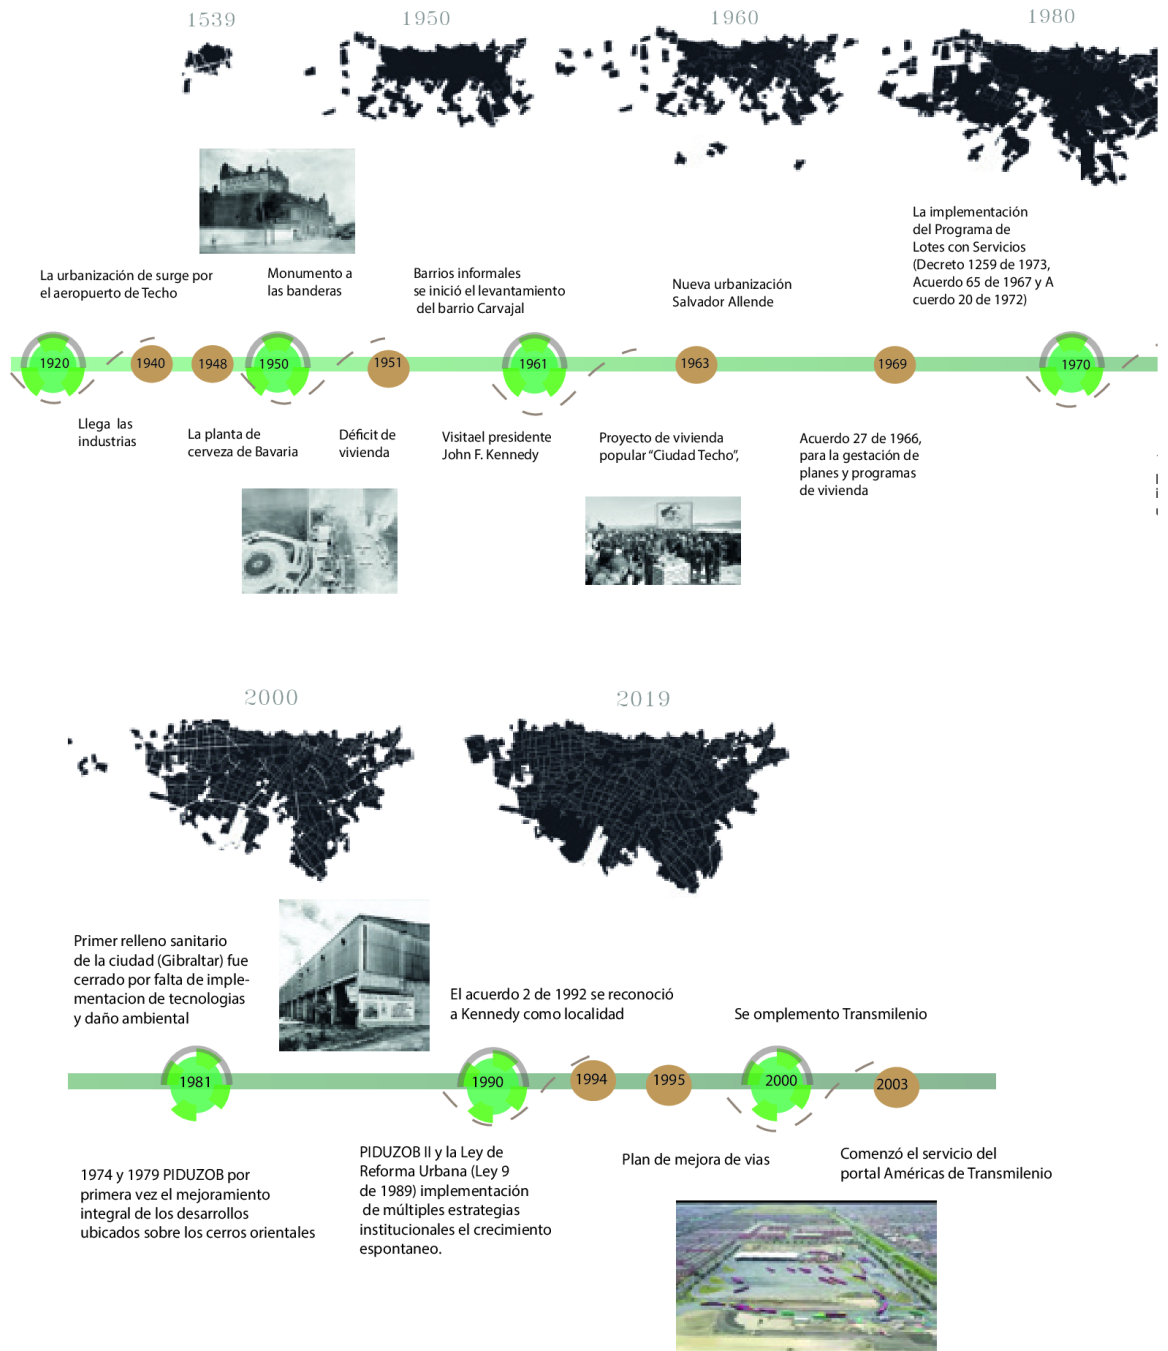 1539
1950
1960
1980
La implementación
del Programa de
Lotes con Servicios
(Decreto 1259 de 1973,
Acuerdo 65 de 1967 y A
cuerdo 20 de 1972)
La urbanización de surge por
el aeropuerto de Techo
Monumento a
las banderas
Barrios informales
se inició el levantamiento
del barrio Carvajal
Nueva urbanización
Salvador Allende
1920
1940
1948
1950
1951
1961
1963
1969
1970
Llega las
industrias
La planta de
cerveza de Bavaria
Déficit de
vivienda
Visitael presidente
John F. Kennedy
Proyecto de vivienda
popular “Ciudad Techo”,
Acuerdo 27 de 1966,
para la gestación de
planes y programas
de vivienda
2000
2019
Primer relleno sanitario
de la ciudad (Gibraltar) fue
cerrado por falta de imple-
mentacion de tecnologias
y daño ambiental
El acuerdo 2 de 1992 se reconoció
a Kennedy como localidad
Se omplemento Transmilenio
1981
1990
1994
1995
2000
2003
1974 y 1979 PIDUZOB por
primera vez el mejoramiento
integral de los desarrollos
ubicados sobre los cerros orientales
PIDUZOB II y la Ley de
Reforma Urbana (Ley 9
de 1989) implementación
de múltiples estrategias
institucionales el crecimiento
espontaneo.
Plan de mejora de vias
Comenzó el servicio del
portal Américas de Transmilenio